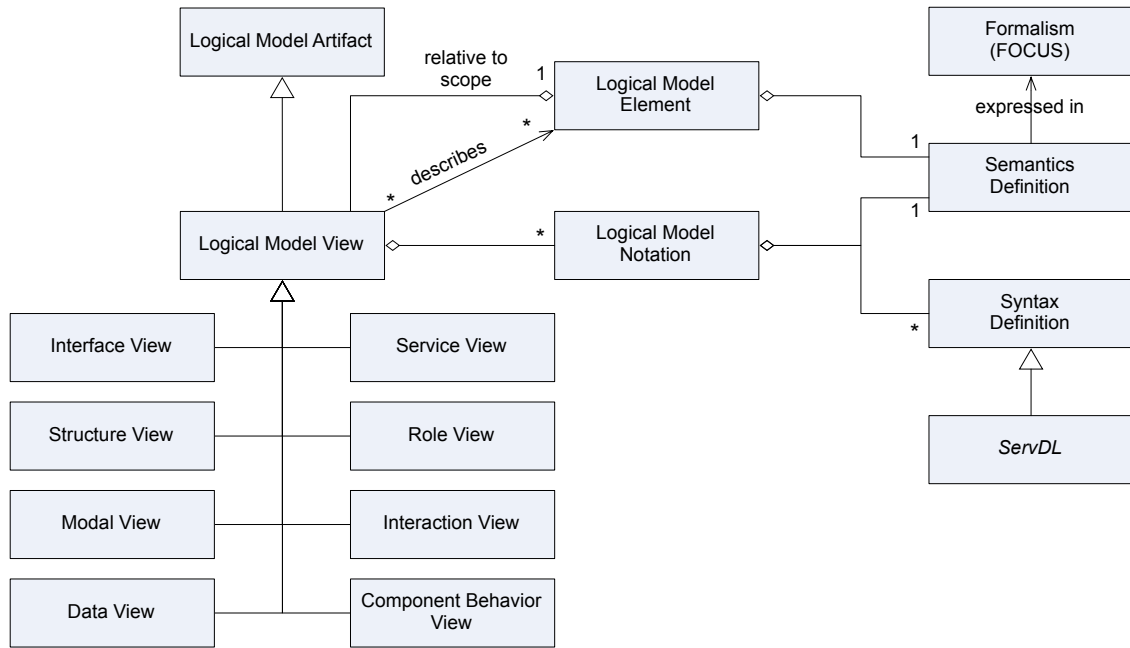 Logical Model Artifact
relative to
scope
1
Logical Model
Element
Formalism
(FOCUS)
expressed in
*
describes
*
1
Semantics
Definition
1
Logical Model View
*
Logical Model
Notation
Syntax
Definition
*
Interface View
Service View
Structure View
Role View
ServDL
Modal View
Interaction View
Data View
Component Behavior
View